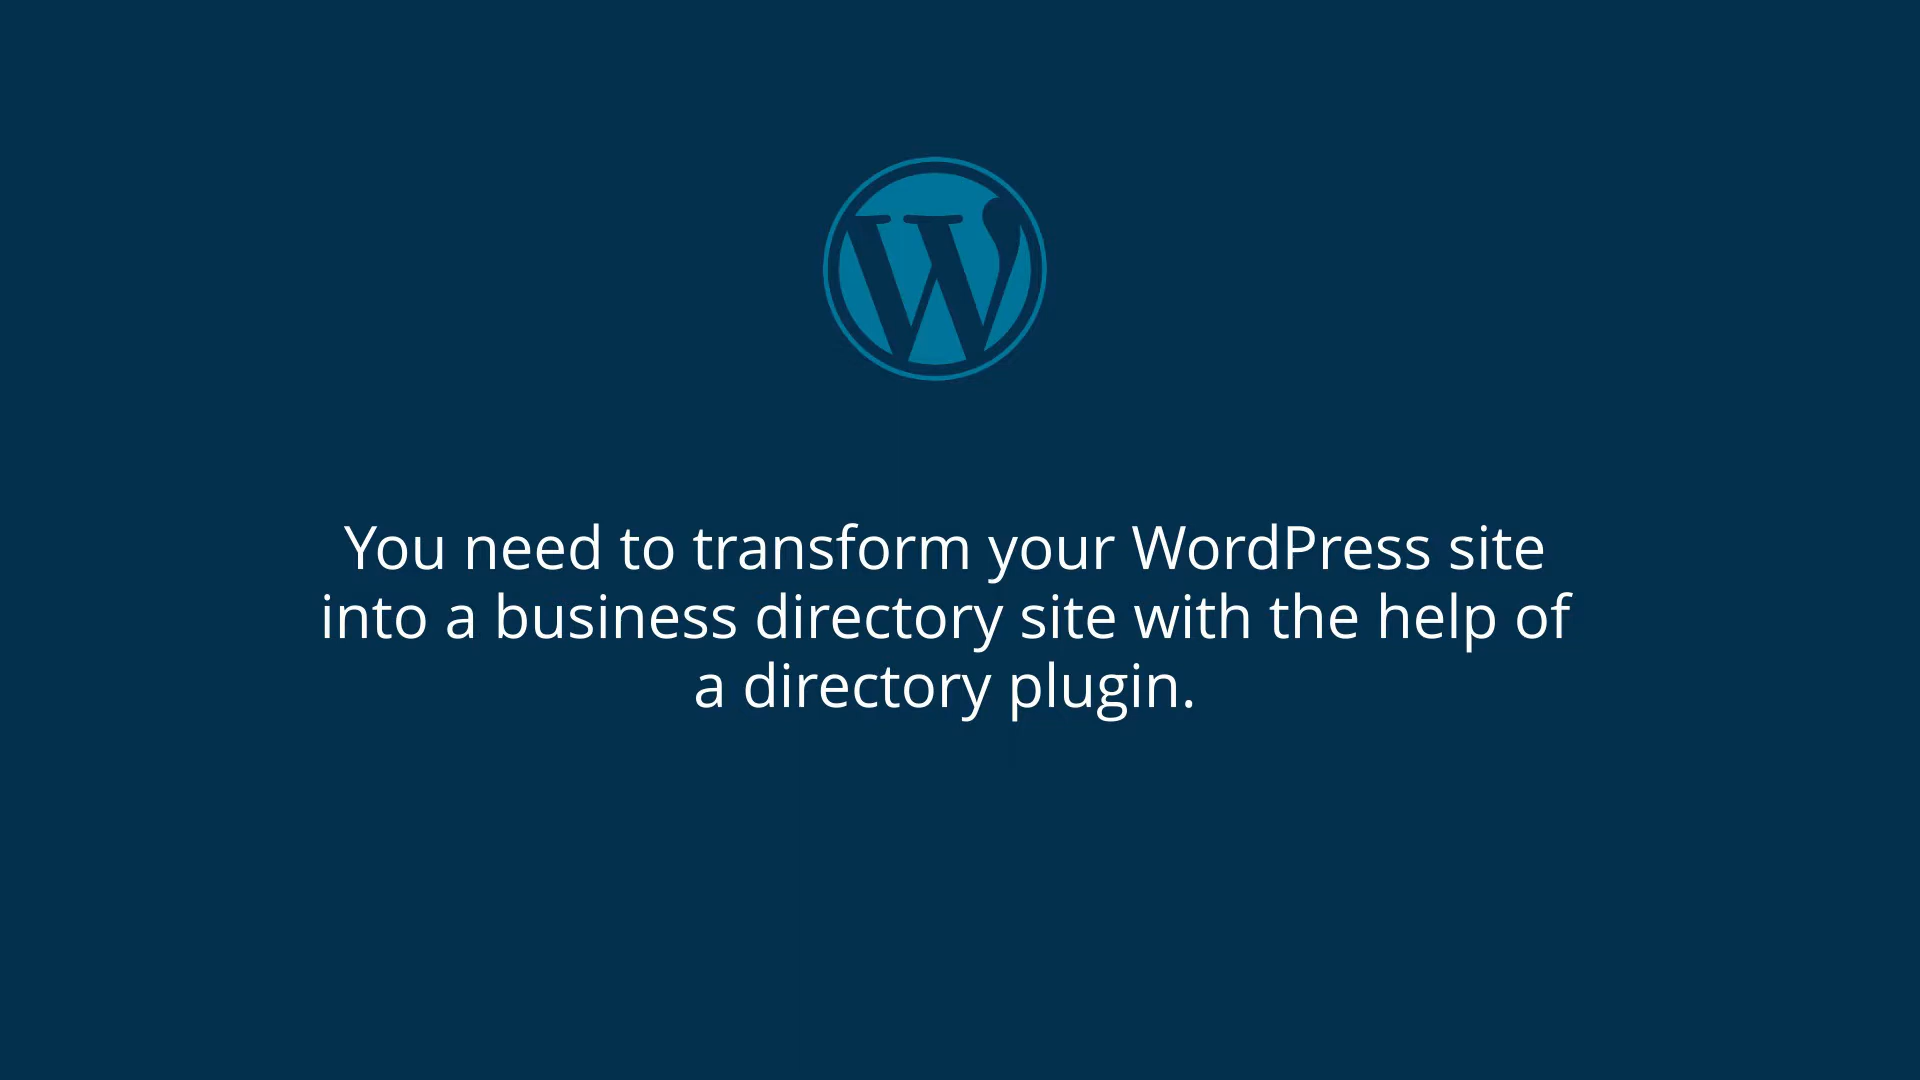 You need to transform your WordPress site
into a business directory site with the help of
a directory plugin.